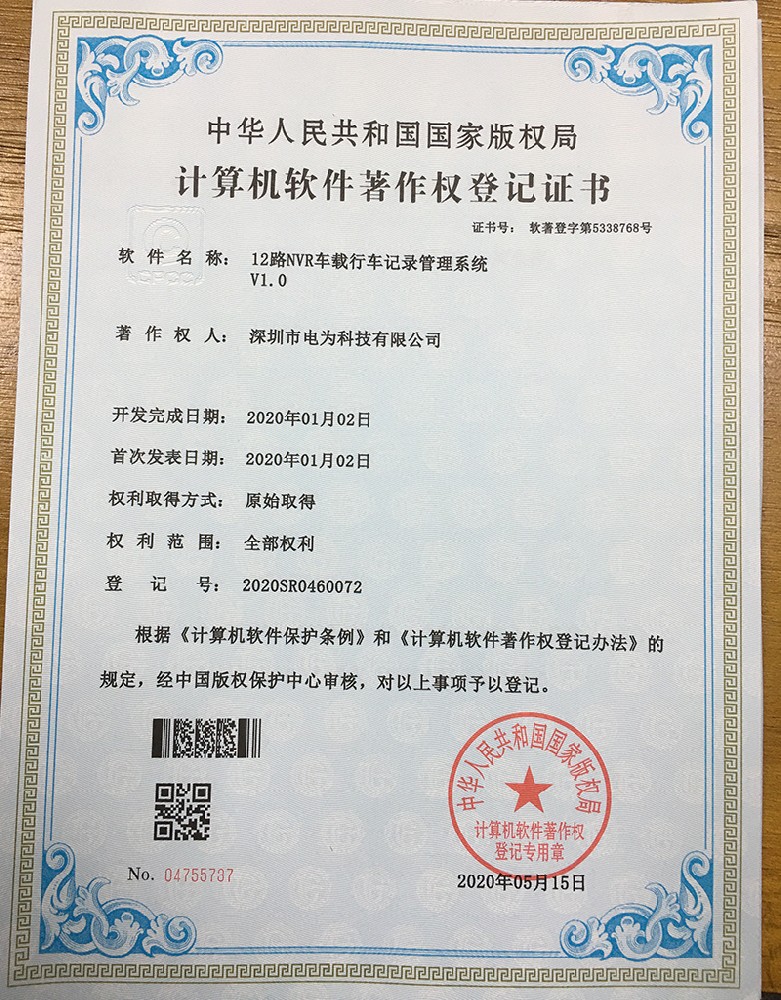 中华人民共和国国家版权局
计算机软件著作权登记证书
证书号： 软著登字第5338768号
软件名称： 12路NVR车载行车记录管理系统
V1.0
著作权人： 深圳市电为科技有限公司
开发完成日期： 2020年01月02日
首次发表日期： 2020年01月02日
权利取得方式： 原始取得
权利范围： 全部权利
登记号： 2020SR0460072
根据《计算机软件保护条例》和《计算机软件著作权登记办法》的
规定，经中国版权保护中心审核，对以上事项予以登记。
中华人民共和国国家版权局
计算机软件著作权
登记专用章
No. 04755737
2020年05月15日